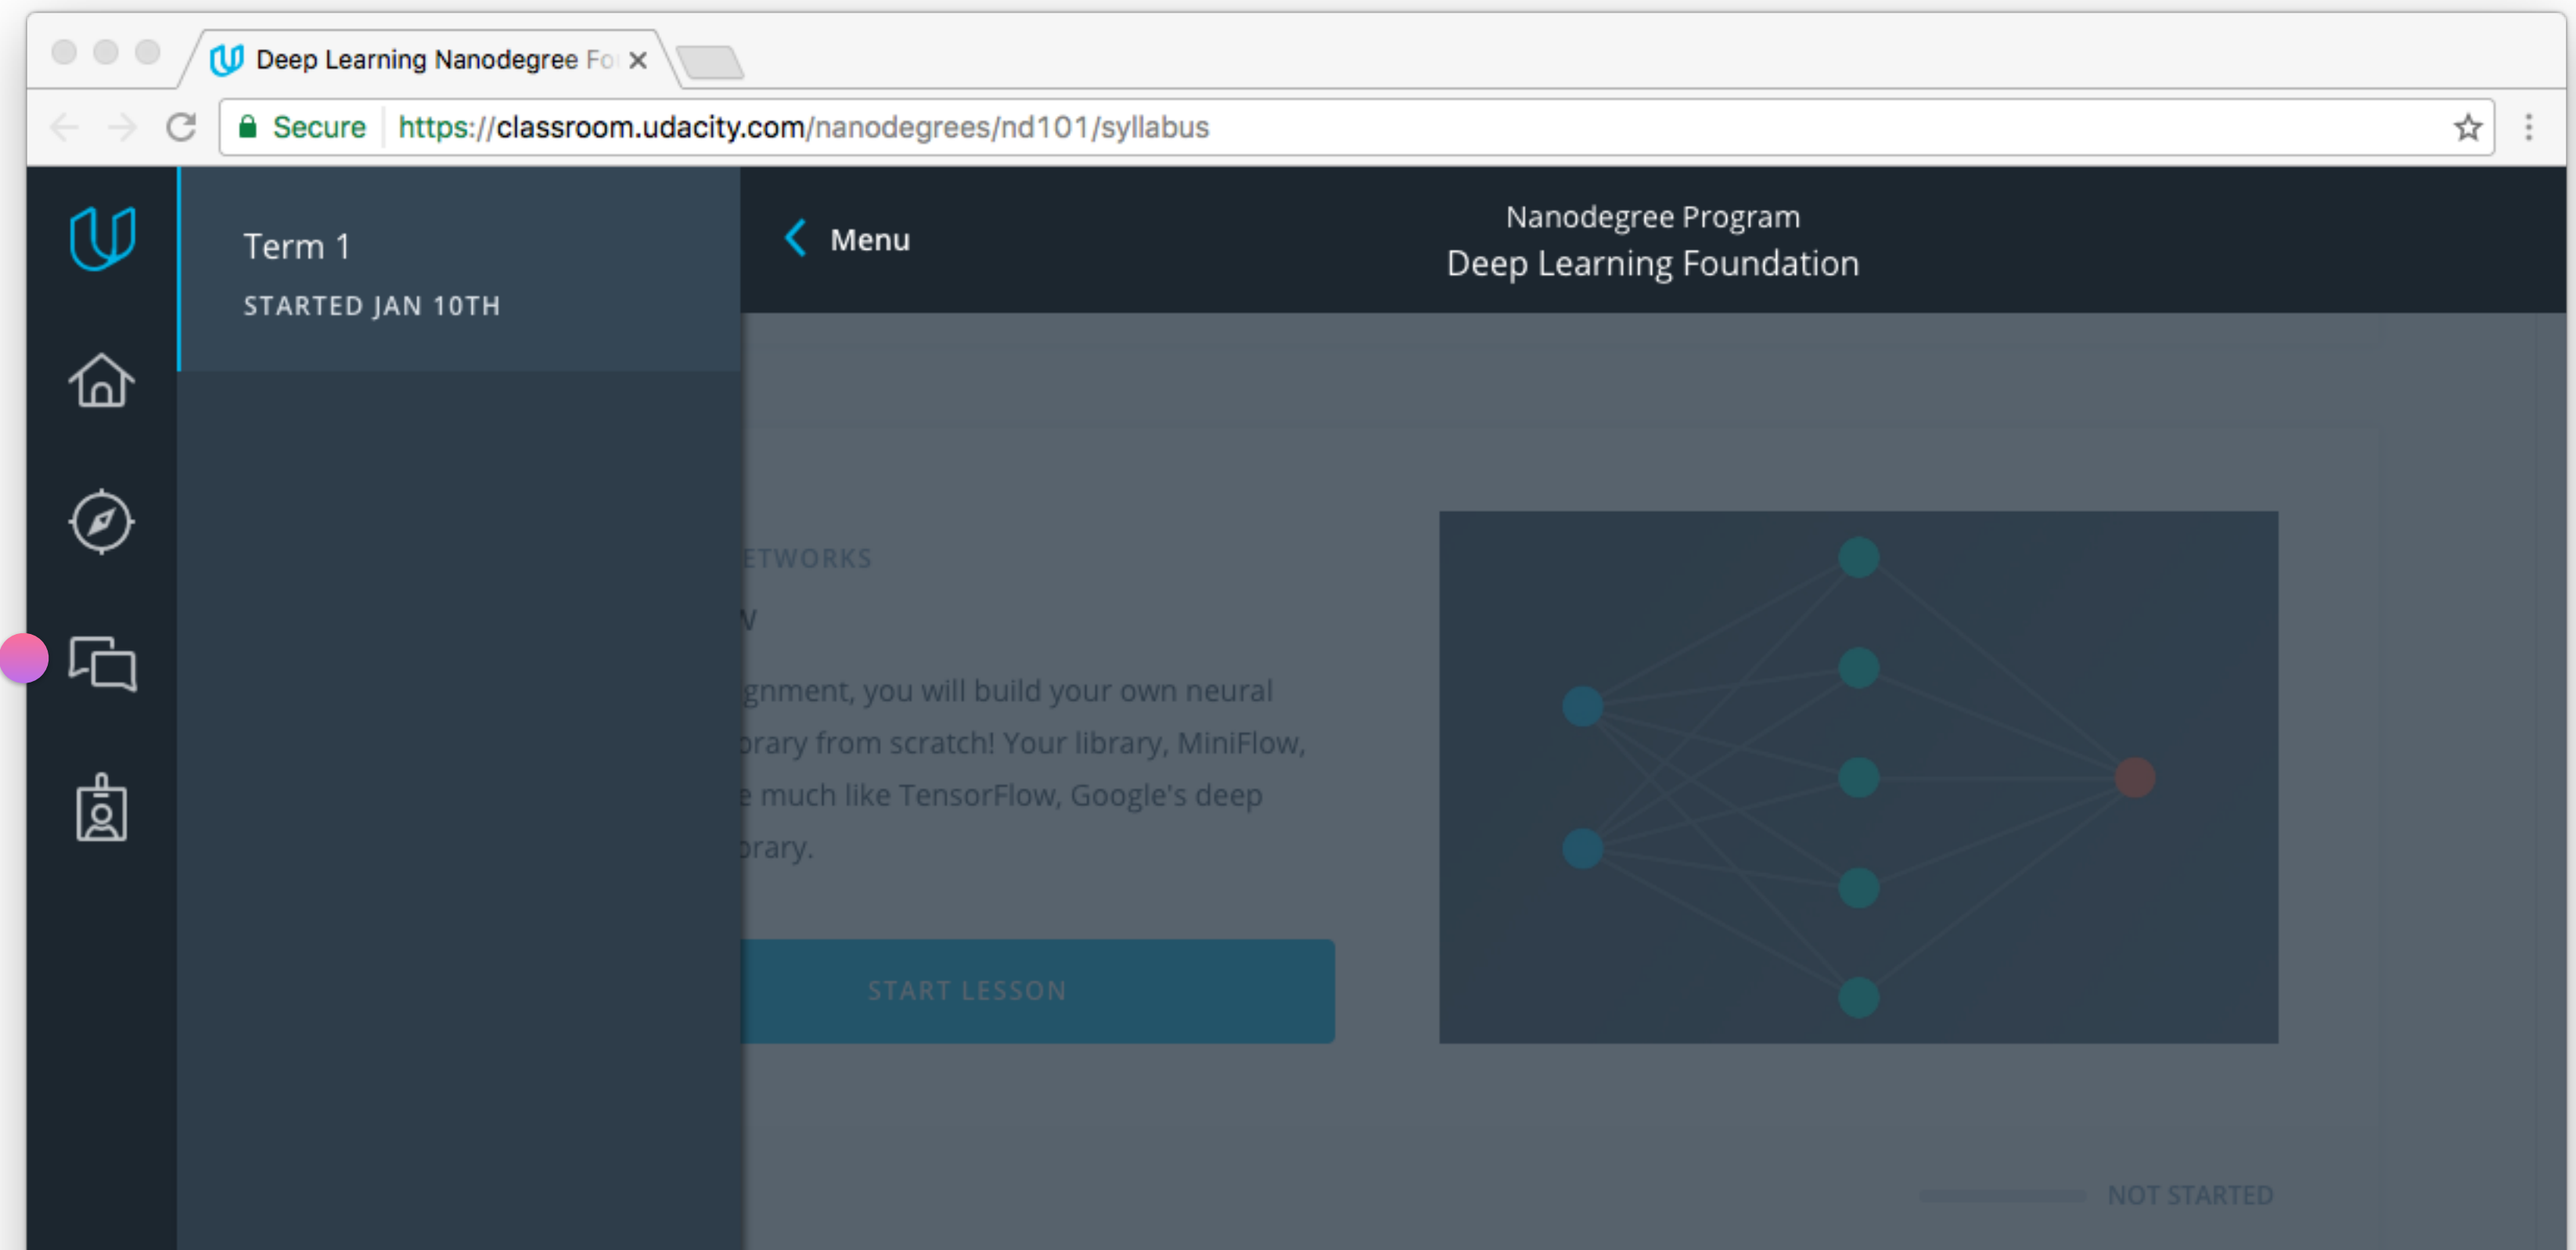 Deep Learning Nanodegree Fo
Secure
https://classroom.udacity.com/nanodegrees/nd101/syllabus
Term 1
STARTED JAN 10TH
Menu
Nanodegree Program
Deep Learning Foundation
ETWORKS
w
gnment, you will build your own neural
brary from scratch! Your library, MiniFlow,
e much like TensorFlow, Google's deep
brary.
START LESSON
NOT STARTED